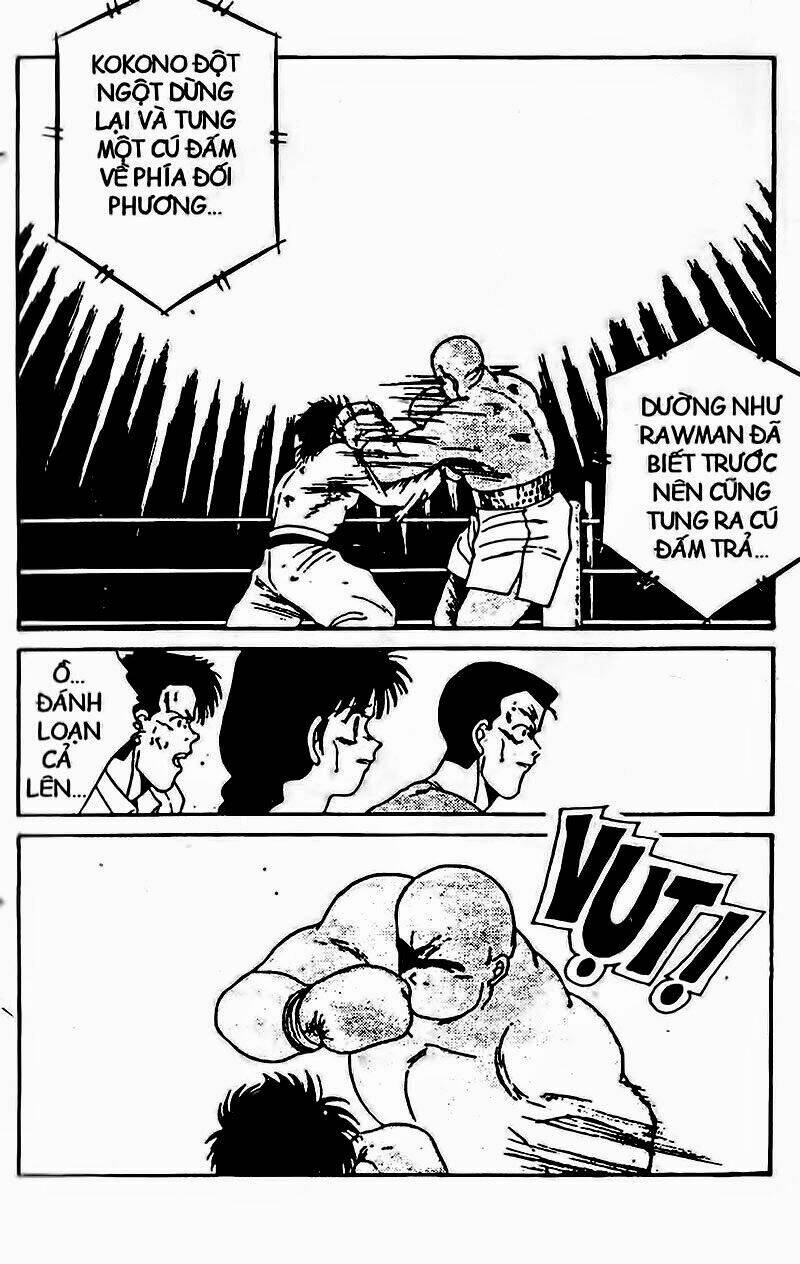 KOKONO ĐỘT
NGỘT DỪNG
LẠI VÀ TUNG
MỘT CÚ ĐẤM
VỀ PHÍA ĐỐI
PHƯƠNG...
DƯỜNG NHƯ
RAWMAN ĐÃ
BIẾT TRƯỚC
NÊN CŨNG
TUNG RA CÚ
ĐẤM TRẢ...
Ồ...
ĐÁNH
LOẠN
CẢ
LÊN...
VỤT!